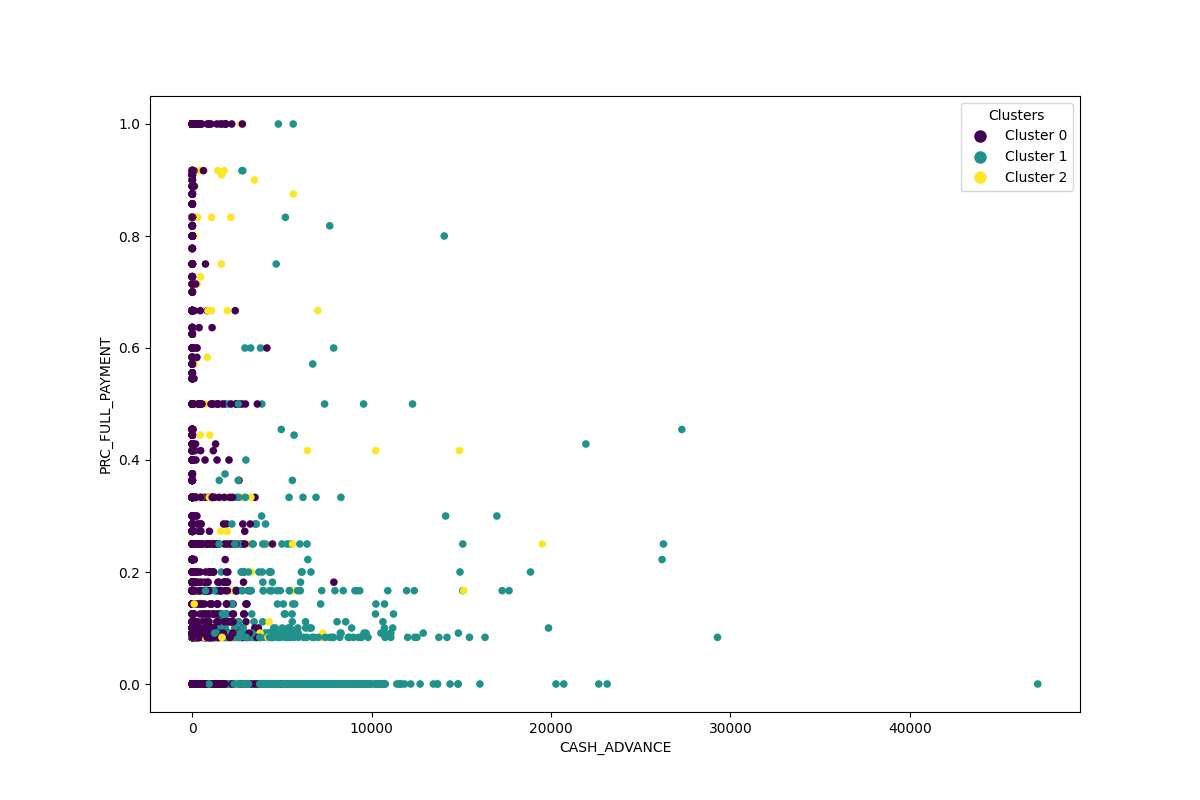 Clusters
Cluster 0
Cluster 1
Cluster 2
1.0
0.8
0.6
0.4
0.2
0.0
PRC_FULL_PAYMENT
0
10000
20000
30000
40000
CASH_ADVANCE